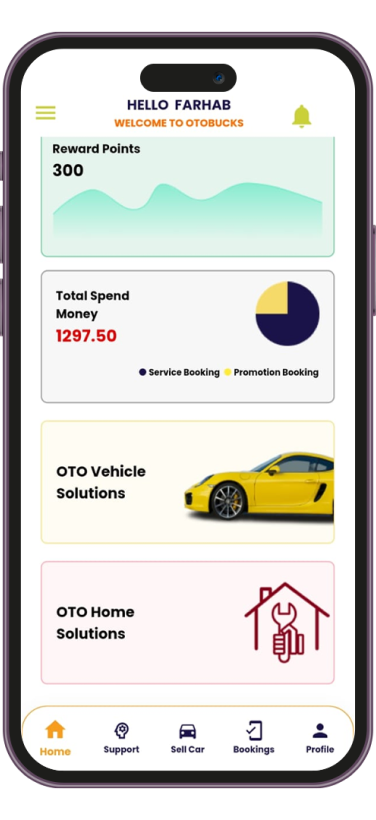 HELLO FARHAB
WELCOME TO OTOBUCKS
Reward Points
300
Total Spend
Money
1297.50
Service Booking
Promotion Booking
OTO Vehicle
Solutions
OTO Home
Solutions
Home
Support
Sell Car
Bookings
Profile